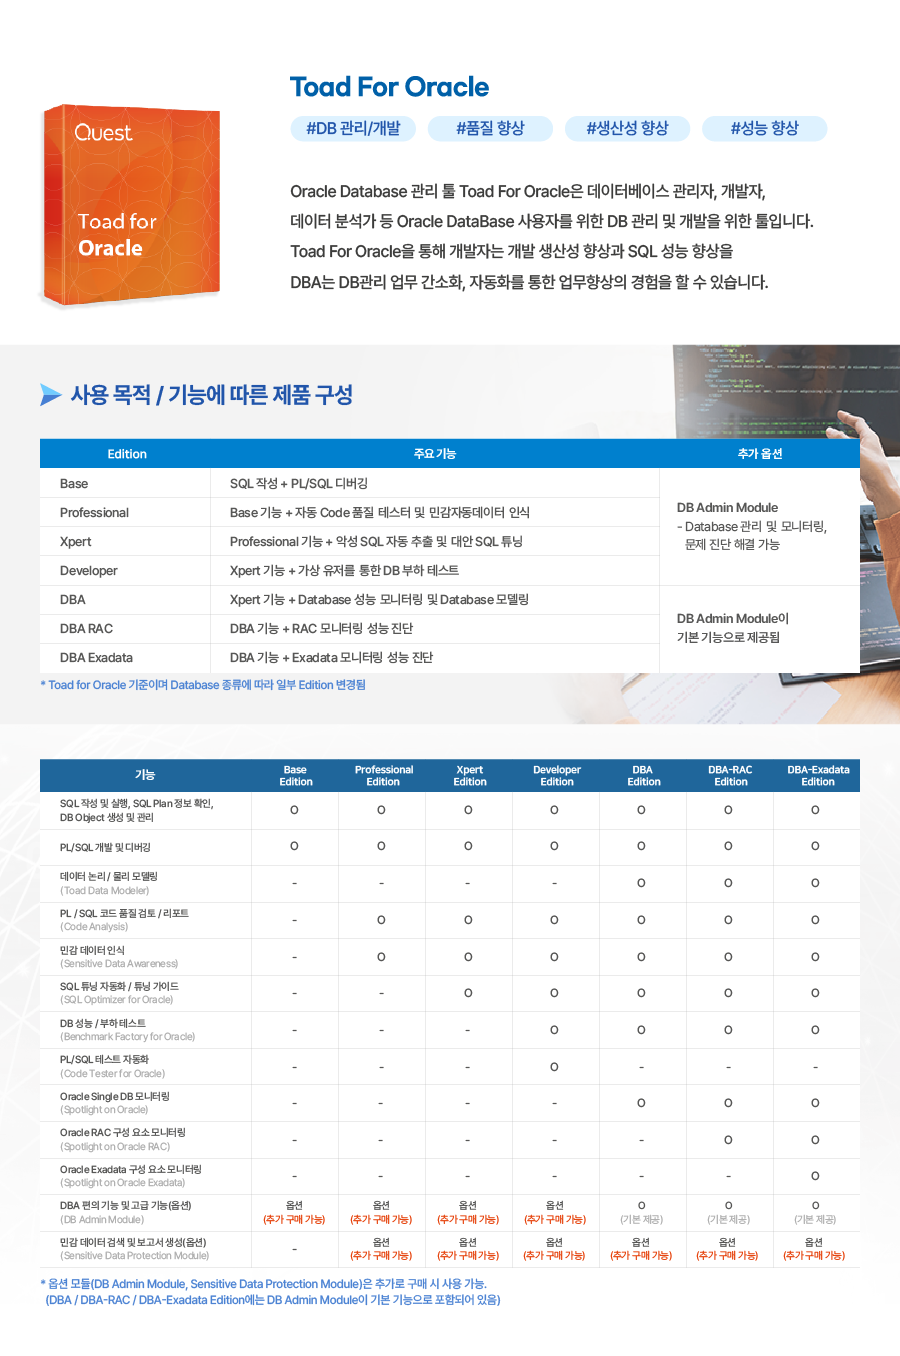 Toad For Oracle
#DB 관리/개발
#품질 향상
#생산성 향상
#성능 향상
Quest
Toad for
Oracle
Oracle Database 관리 툴 Toad For Oracle은 데이터베이스 관리자, 개발자,
데이터 분석가 등 Oracle DataBase 사용자를 위한 DB 관리 및 개발을 위한 툴입니다.
Toad For Oracle을 통해 개발자는 개발 생산성 향상과 SQL 성능 향상을
DBA는 DB관리 업무 간소화, 자동화를 통한 업무향상의 경험을 할 수 있습니다.
사용 목적 / 기능에 따른 제품 구성
Edition 주요 기능 추가 옵션
Base SQL 작성 + PL/SQL 디버깅
Professional Base 기능 + 자동 Code 품질 테스터 및 민감자동데이터 인식
Xpert Professional 기능 + 악성 SQL 자동 추출 및 대안 SQL 튜닝
Developer Xpert 기능 + 가상 유저를 통한 DB 부하 테스트
DB Admin Module
- Database 관리 및 모니터링,
문제 진단 해결 가능
DBA Xpert 기능 + Database 성능 모니터링 및 Database 모델링
DBA RAC DBA 기능 + RAC 모니터링 성능 진단
DBA Exadata DBA 기능 + Exadata 모니터링 성능 진단
DB Admin Module이
기본 기능으로 제공됨
* Toad for Oracle 기준이며 Database 종류에 따라 일부 Edition 변경됨
기능 Base Edition Professional Edition Xpert Edition Developer Edition DBA Edition DBA-RAC Edition DBA-Exadata Edition
SQL 작성 및 실행, SQL Plan 정보 확인,
DB Object 생성 및 관리 O O O O O O O
PL/SQL 개발 및 디버깅 O O O O O O O
데이터 논리 / 물리 모델링
(Toad Data Modeler) - - - - O O O
PL / SQL 코드 품질 검토 / 리포트
(Code Analysis) - O O O O O O
민감 데이터 인식
(Sensitive Data Awareness) - O O O O O O
SQL 튜닝 자동화 / 튜닝 가이드
(SQL Optimizer for Oracle) - - O O O O O
DB 성능 / 부하 테스트
(Benchmark Factory for Oracle) - - - O O O O
PL/SQL 테스트 자동화
(Code Tester for Oracle) - - - O - - -
Oracle Single DB 모니터링
(Spotlight on Oracle) - - - - O O O
Oracle RAC 구성 요소 모니터링
(Spotlight on Oracle RAC) - - - - - O O
Oracle Exadata 구성 요소 모니터링
(Spotlight on Oracle Exadata) - - - - - - O
DBA 편의 기능 및 고급 기능(옵션) 옵션 옵션 옵션 옵션 O O O
(DB Admin Module) (추가 구매 가능) (추가 구매 가능) (추가 구매 가능) (추가 구매 가능) (기본 제공) (기본 제공) (기본 제공)
민감 데이터 검색 및 보고서 생성(옵션) - 옵션 옵션 옵션 옵션 옵션 옵션
(Sensitive Data Protection Module) (추가 구매 가능) (추가 구매 가능) (추가 구매 가능) (추가 구매 가능) (추가 구매 가능) (추가 구매 가능)
* 옵션 모듈(DB Admin Module, Sensitive Data Protection Module)은 추가로 구매 시 사용 가능.
(DBA / DBA-RAC / DBA-Exadata Edition에는 DB Admin Module이 기본 기능으로 포함되어 있음)